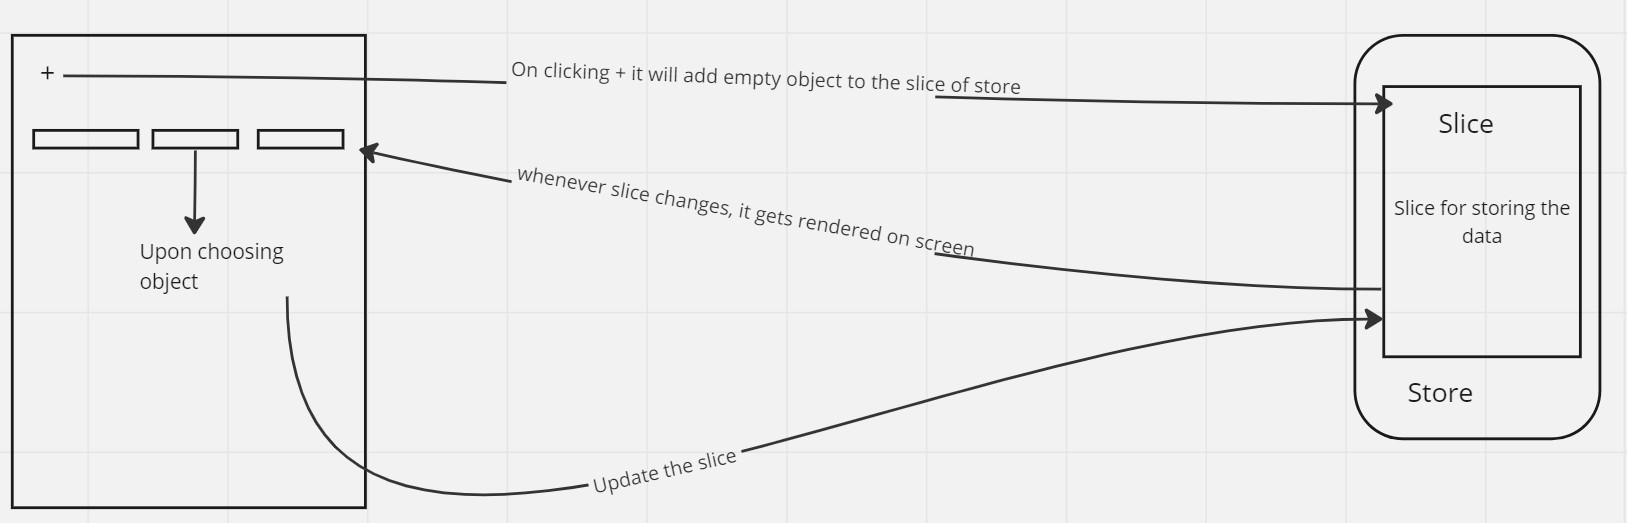 +
On clicking + it will add empty object to the slice of store
Slice
whenever slice changes, it gets rendered on screen
Slice for storing the
data
Upon choosing
object
Store
Update the slice